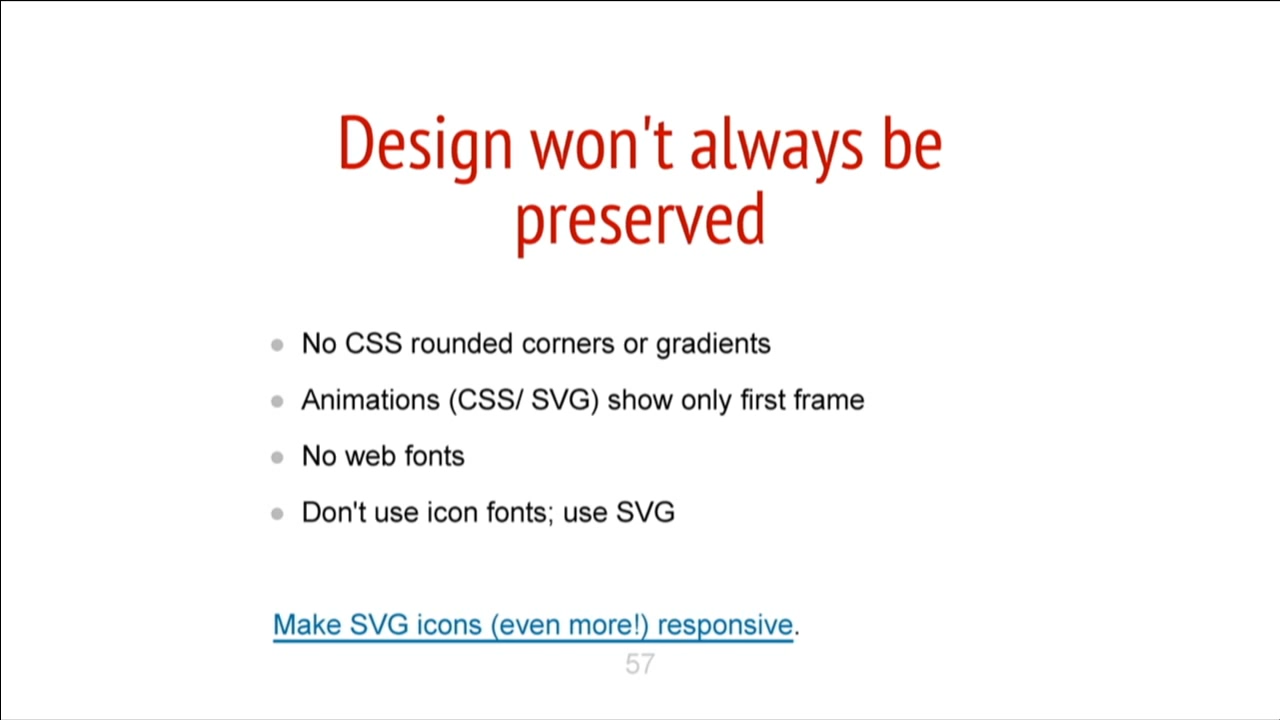 Design won't always be
preserved
No CSS rounded corners or gradients
Animations (CSS/ SVG) show only first frame
No web fonts
Don't use icon fonts; use SVG
Make SVG icons (even more!) responsive.
57